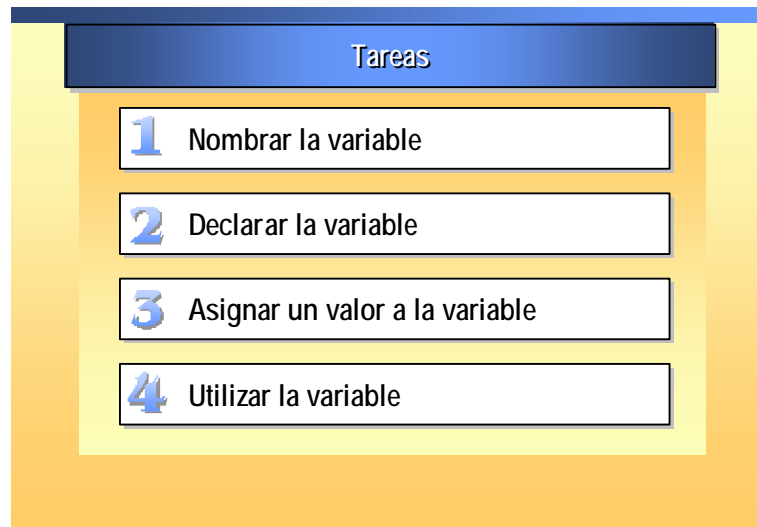 Tareas
1 Nombrar la variable
2 Declarar la variable
3 Asignar un valor a la variable
4 Utilizar la variable